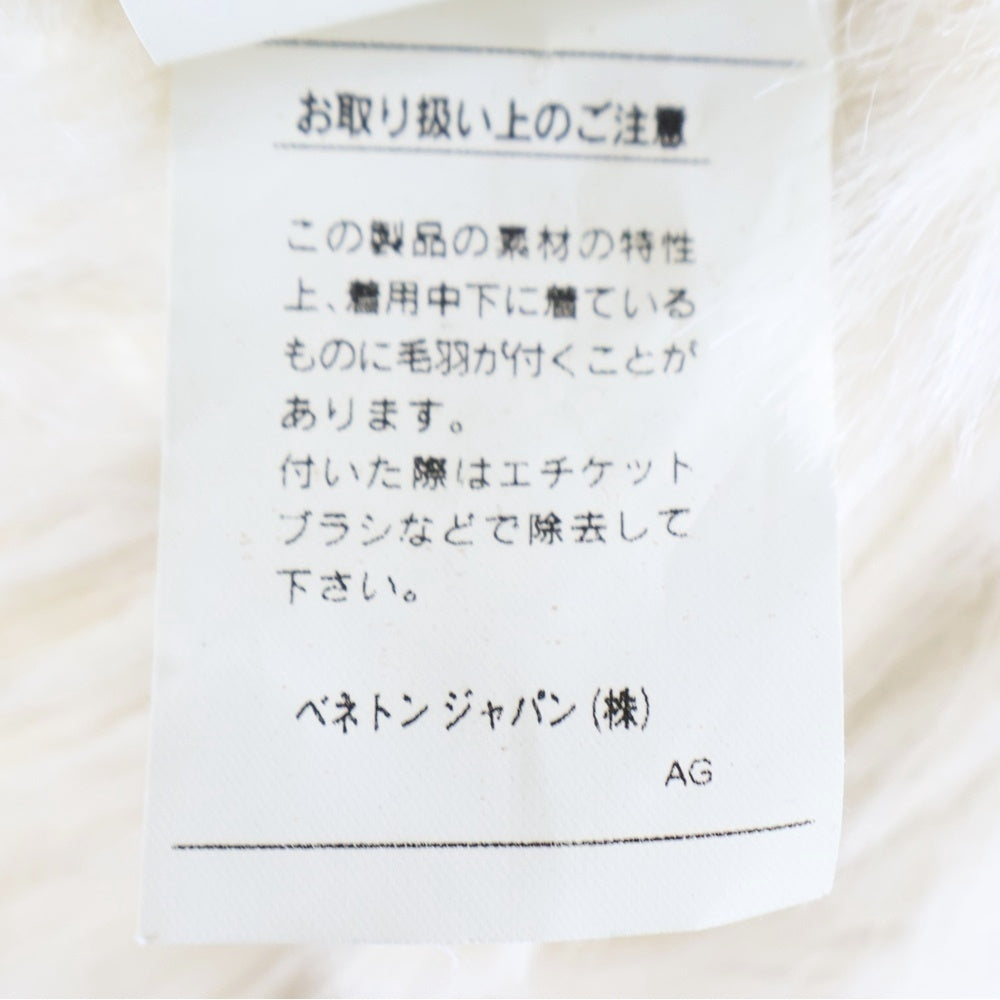 お取り扱い上のご注意
この製品の素材の特性
上、着用中下に着ている
ものに毛羽が付くことが
あります。
付いた際はエチケット
ブラシなどで除去して
下さい。
ベネトン ジャパン (株)
AG